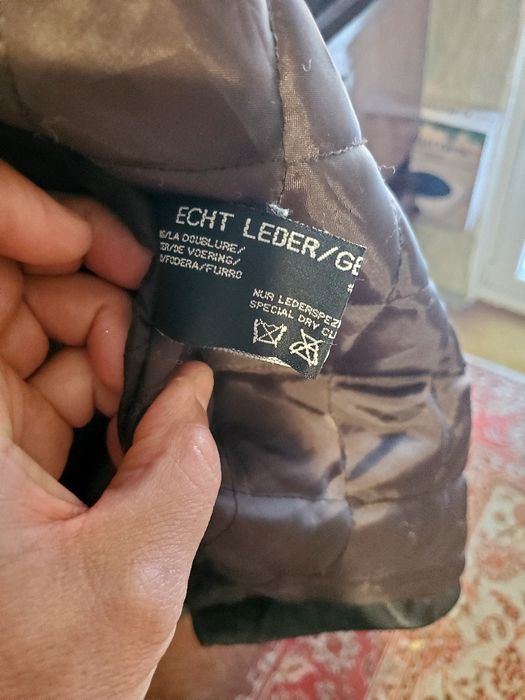 ECHT LEDER/GE
/LA DOUBLURE/
/DE VOERING/
/FODERA/FURRO
NUR LEDERSPEZ
SPECIAL DRY CL